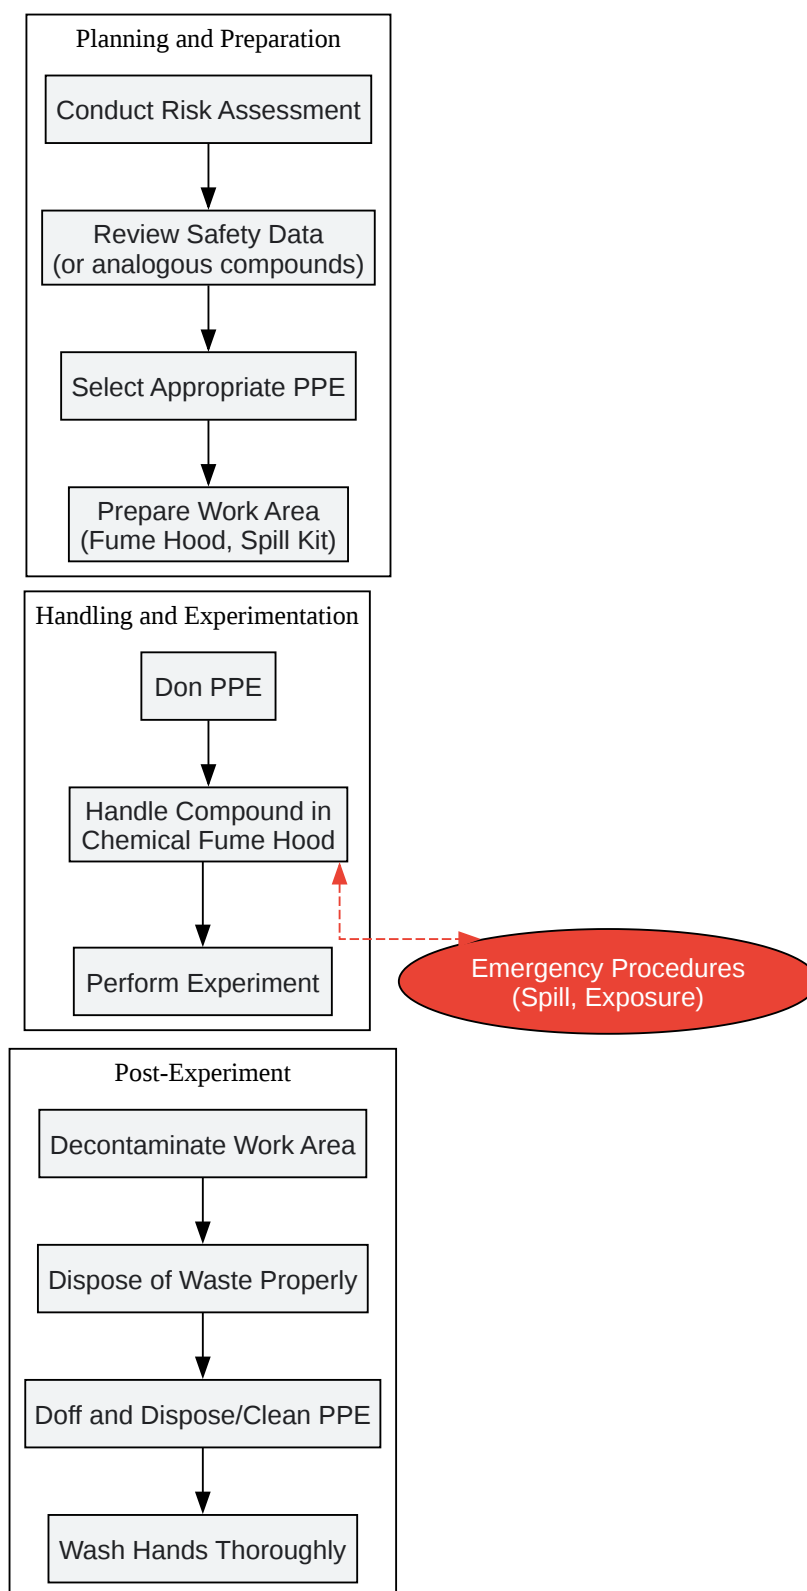 Planning and Preparation
Conduct Risk Assessment
Review Safety Data
(or analogous compounds)
Select Appropriate PPE
Prepare Work Area
(Fume Hood, Spill Kit)
Handling and Experimentation
Don PPE
Handle Compound in
Chemical Fume Hood
Perform Experiment
Emergency Procedures
(Spill, Exposure)
Post-Experiment
Decontaminate Work Area
Dispose of Waste Properly
Doff and Dispose/Clean PPE
Wash Hands Thoroughly